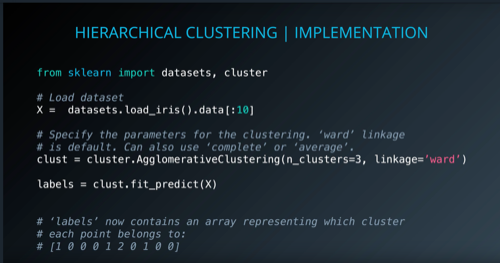 HIERARCHICAL CLUSTERING | IMPLEMENTATION
from sklearn import datasets, cluster
# Load dataset
X =  datasets.load_iris().data[:10]
# Specify the parameters for the clustering. ‘ward’ linkage
# is default. Can also use ‘complete’ or ‘average’.
clust = cluster.AgglomerativeClustering(n_clusters=3, linkage=’ward’)
labels = clust.fit_predict(X)
# ‘labels’ now contains an array representing which cluster
# each point belongs to:
# [1 0 0 0 1 2 0 1 0 0]